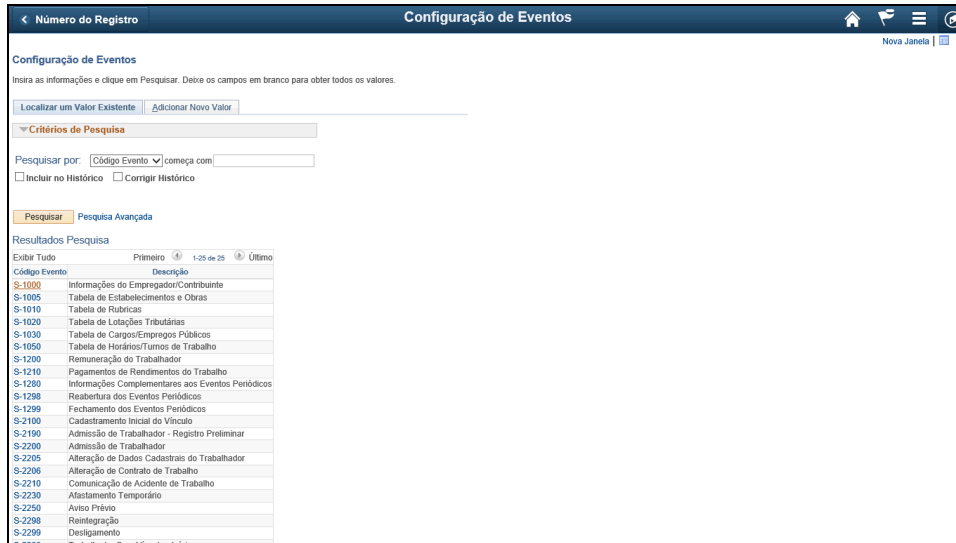 Número do Registro
Configuração de Eventos
Nova Janela
Configuração de Eventos
Insira as informações e clique em Pesquisar. Deixe os campos em branco para obter todos os valores.
Localizar um Valor Existente Adicionar Novo Valor
Critérios de Pesquisa
Pesquisar por: Código Evento começa com
Incluir no Histórico Corrigir Histórico
Pesquisar Pesquisa Avançada
Resultados Pesquisa
Exibir Tudo Primeiro 1-25 de 25 Último
Código Evento Descrição
S-1000 Informações do Empregador/Contribuinte
S-1005 Tabela de Estabelecimentos e Obras
S-1010 Tabela de Rubricas
S-1020 Tabela de Lotações Tributárias
S-1030 Tabela de Cargos/Empregos Públicos
S-1050 Tabela de Horários/Turnos de Trabalho
S-1200 Remuneração do Trabalhador
S-1210 Pagamentos de Rendimentos do Trabalho
S-1280 Informações Complementares aos Eventos Periódicos
S-1298 Reabertura dos Eventos Periódicos
S-1299 Fechamento dos Eventos Periódicos
S-2100 Cadastramento Inicial do Vínculo
S-2190 Admissão de Trabalhador - Registro Preliminar
S-2200 Admissão de Trabalhador
S-2205 Alteração de Dados Cadastrais do Trabalhador
S-2206 Alteração de Contrato de Trabalho
S-2210 Comunicação de Acidente de Trabalho
S-2230 Afastamento Temporário
S-2250 Aviso Prévio
S-2298 Reintegração
S-2299 Desligamento